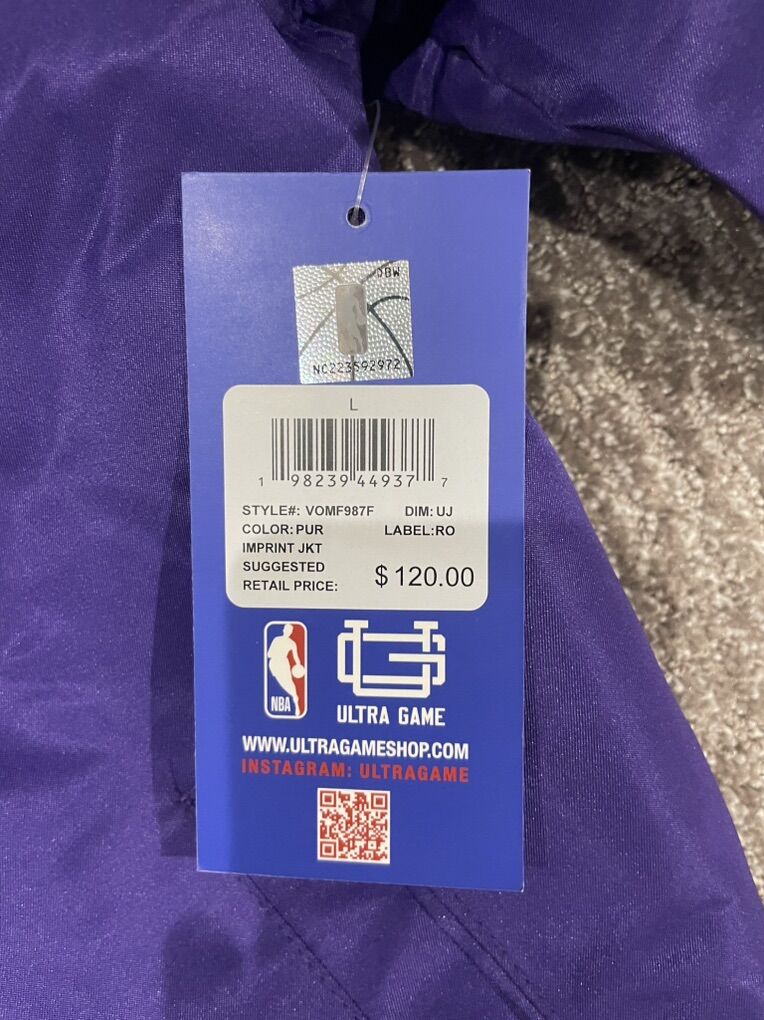 DBW
NC223592972
L
1 98239 44937 7
STYLE#: VOMF987F DIM: UJ
COLOR: PUR LABEL:RO
IMPRINT JKT
SUGGESTED
RETAIL PRICE: $ 120.00
NBA
UG
ULTRA GAME
WWW.ULTRAGAMESHOP.COM
INSTAGRAM: ULTRAGAME